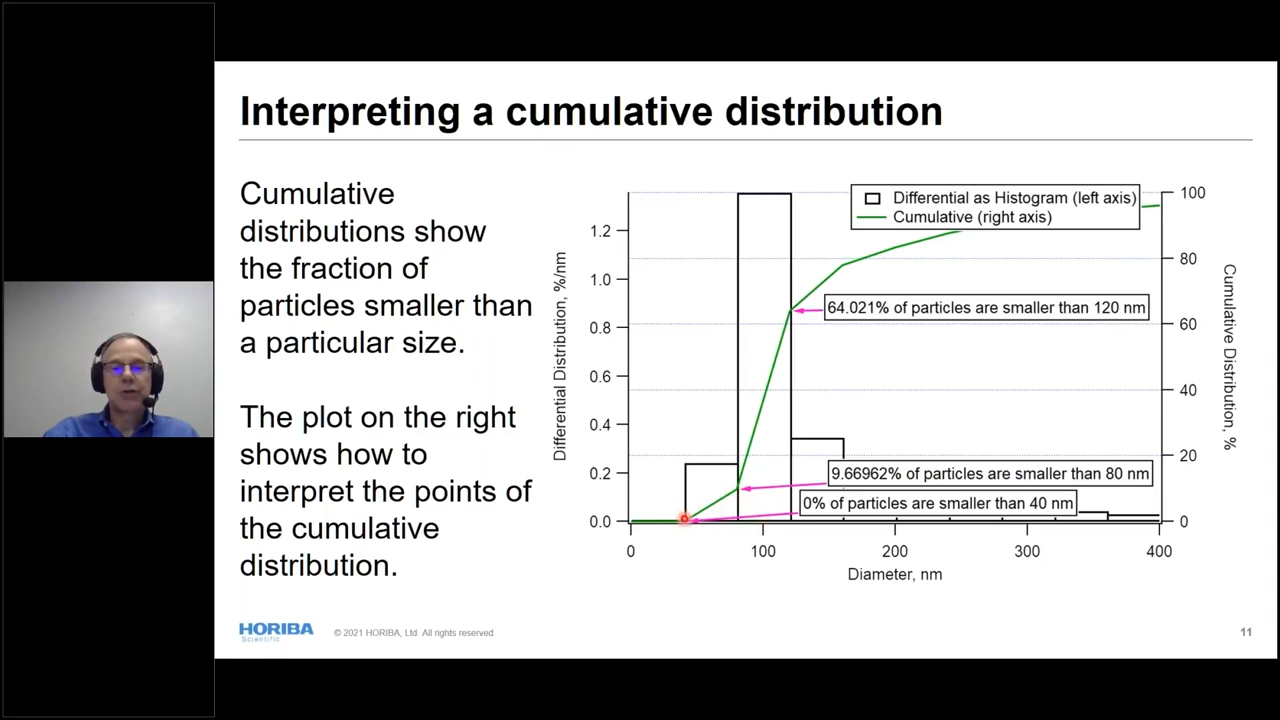 Interpreting a cumulative distribution
Cumulative
distributions show
the fraction of
particles smaller than
a particular size.
The plot on the right
shows how to
interpret the points of
the cumulative
distribution.
Differential Distribution, %/nm
1.2
1.0
0.8
0.6
0.4
0.2
0.0
Differential as Histogram (left axis)
Cumulative (right axis)
64.021% of particles are smaller than 120 nm
9.66962% of particles are smaller than 80 nm
0% of particles are smaller than 40 nm
100
80
60
40
20
0
Cumulative Distribution, %
0 100 200 300 400
Diameter, nm
HORIBA
Scientific
© 2021 HORIBA, Ltd. All rights reserved
11